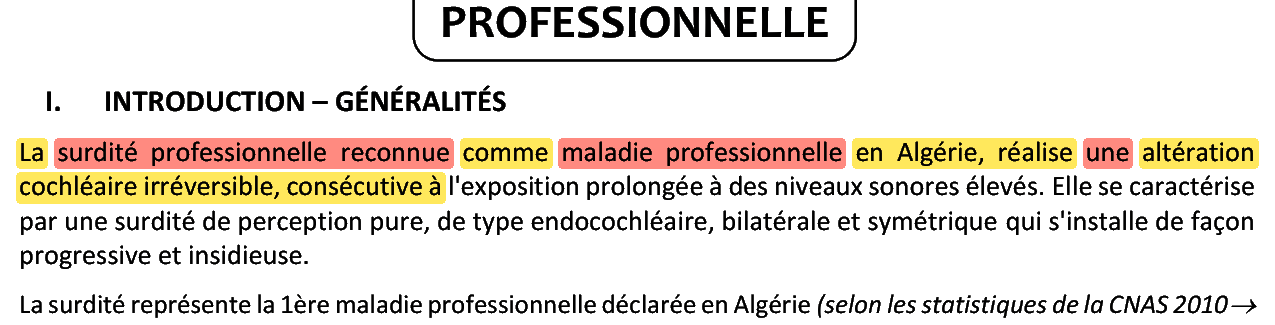 PROFESSIONNELLE
I. INTRODUCTION – GÉNÉRALITÉS
La surdité professionnelle reconnue comme maladie professionnelle en Algérie, réalise une altération
cochléaire irréversible, consécutive à l'exposition prolongée à des niveaux sonores élevés. Elle se caractérise
par une surdité de perception pure, de type endocochléaire, bilatérale et symétrique qui s'installe de façon
progressive et insidieuse.
La surdité représente la 1ère maladie professionnelle déclarée en Algérie (selon les statistiques de la CNAS 2010→